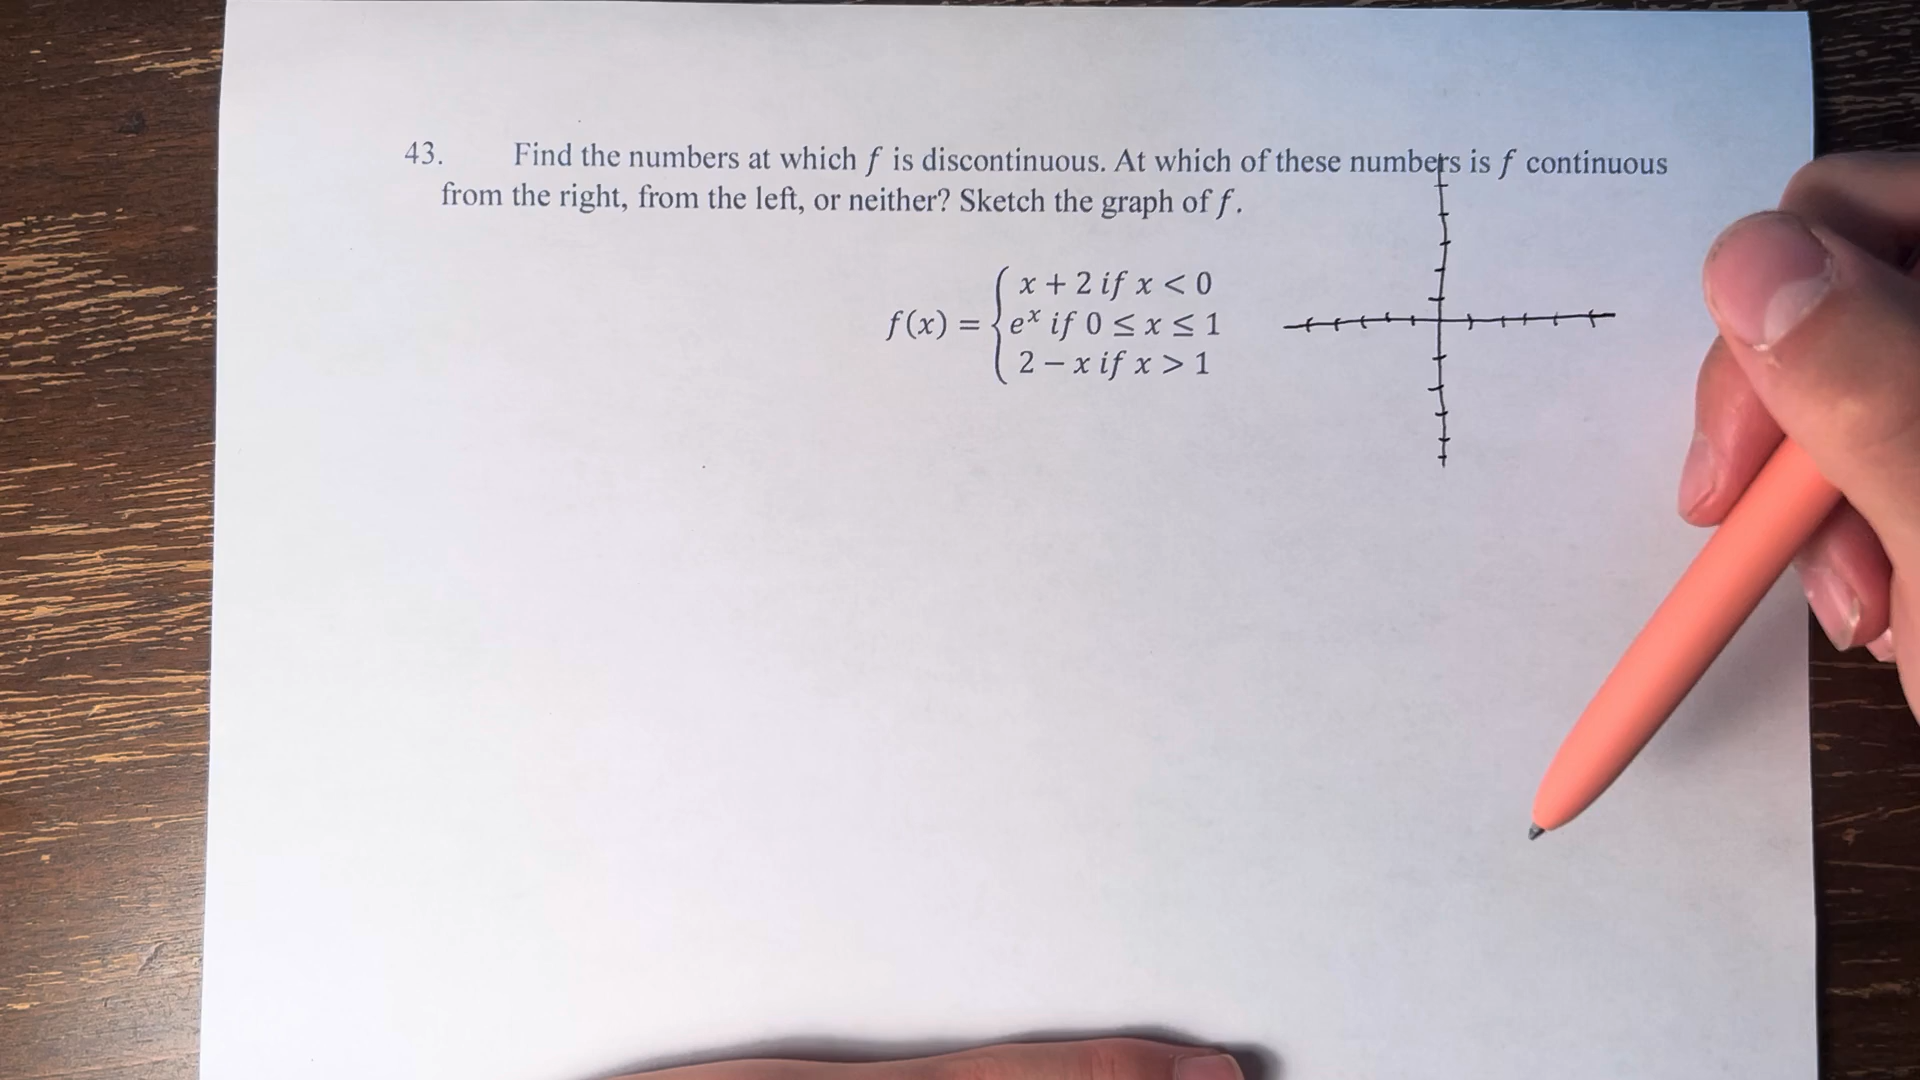 43. Find the numbers at which f is discontinuous. At which of these numbers is f continuous
from the right, from the left, or neither? Sketch the graph of f.
x + 2 if x < 0
f(x) = { eˣ if 0 ≤ x ≤ 1
2 − x if x > 1